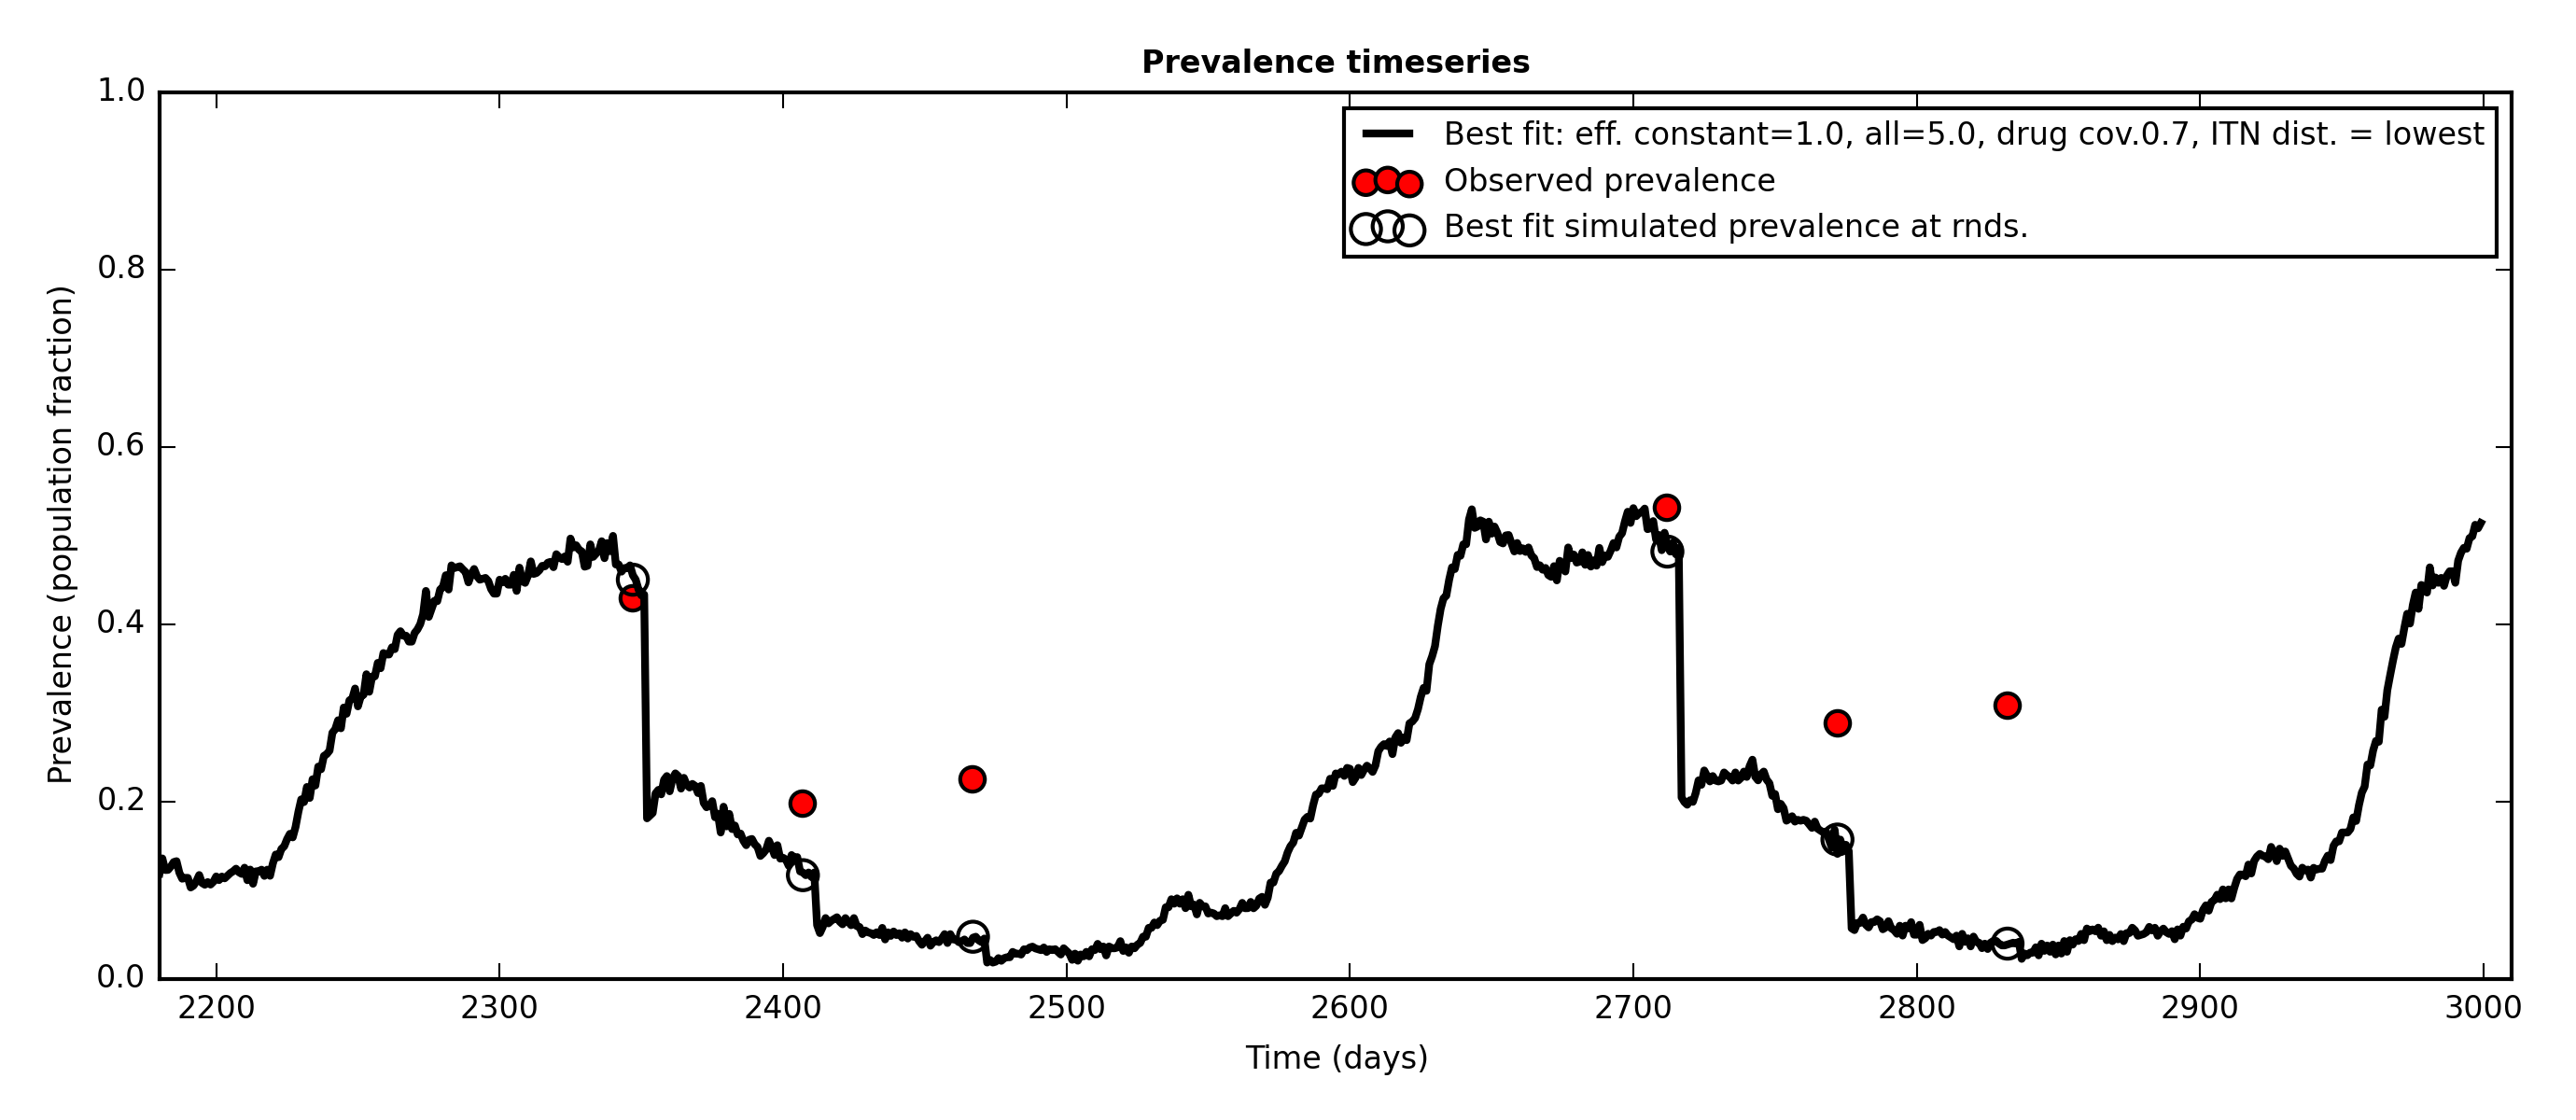 Prevalence timeseries
1.0
0.8
0.6
0.4
0.2
0.0
Prevalence (population fraction)
Best fit: eff. constant=1.0, all=5.0, drug cov.0.7, ITN dist. = lowest
Observed prevalence
Best fit simulated prevalence at rnds.
2200 2300 2400 2500 2600 2700 2800 2900 3000
Time (days)